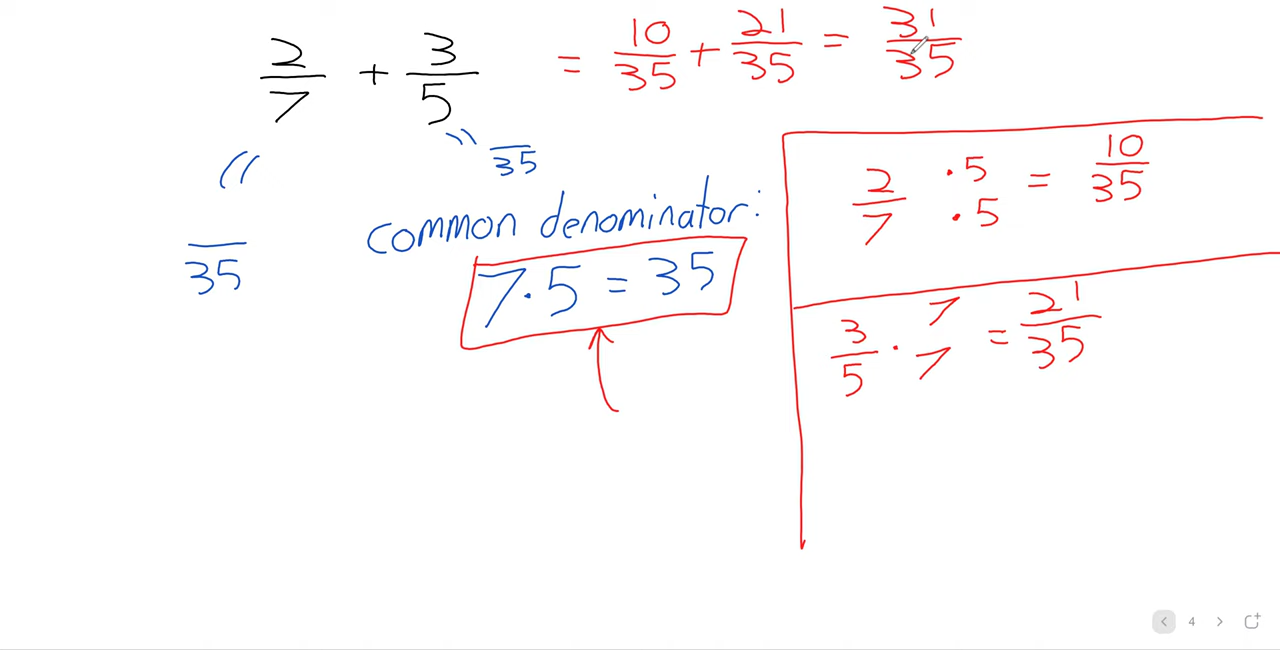 2/7 + 3/5 = 10/35 + 21/35 = 31/35
" " /35
/35
common denominator:
7·5 = 35
2/7 ·5 ·5 = 10/35
3/5 · 7/7 = 21/35
4